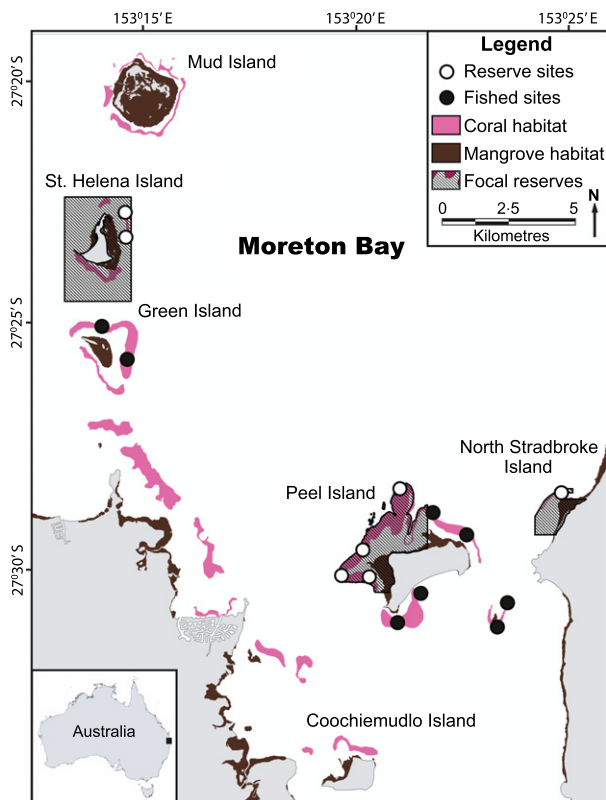 153°15′E
153°20′E
153°25′E
27°20′S
27°25′S
27°30′S
Mud Island
St. Helena Island
Moreton Bay
Green Island
North Stradbroke
Island
Peel Island
Coochiemudlo Island
Australia
Legend
Reserve sites
Fished sites
Coral habitat
Mangrove habitat
Focal reserves
N
0 2·5 5
Kilometres